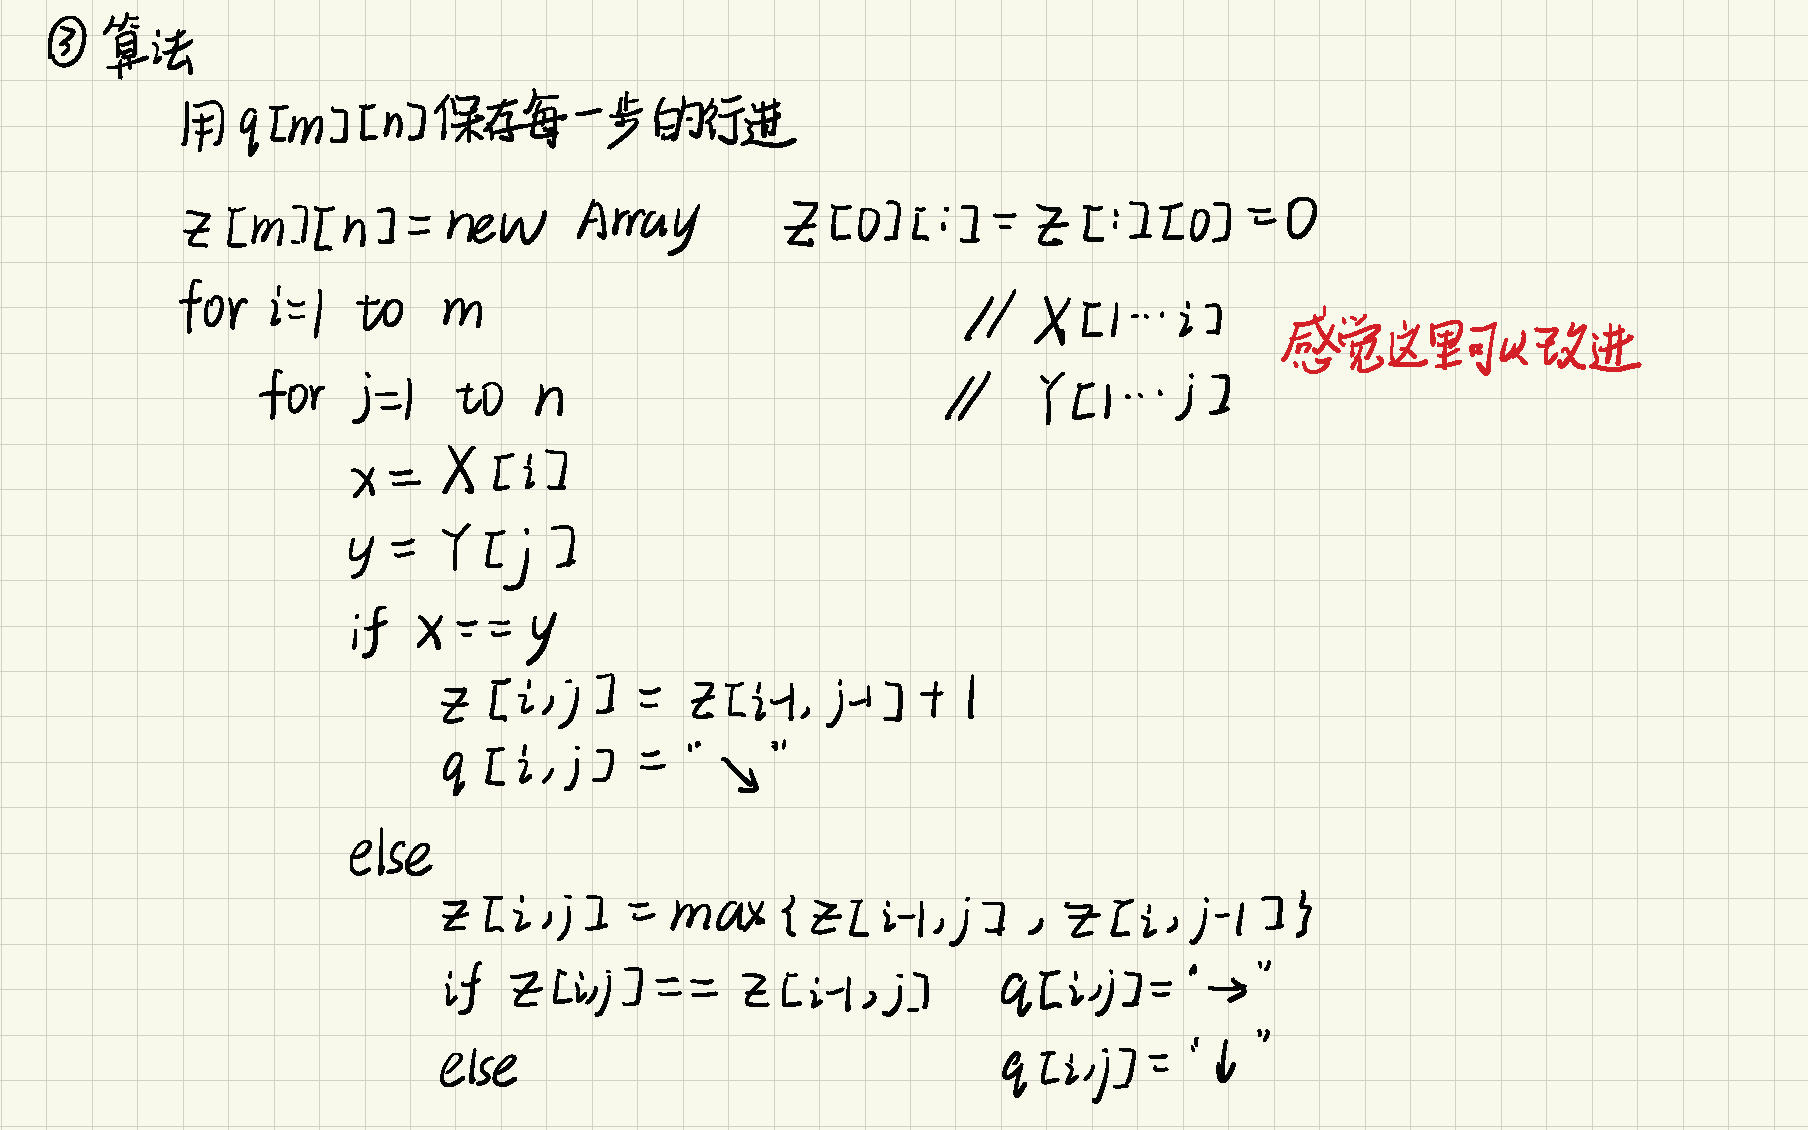 ③ 算法
用 q[m][n] 保存每一步的行进
z[m][n] = new Array z[0][:] = z[:][0] = 0
for i=1 to m // X[1…i]
感觉这里可以改进
for j=1 to n // Y[1…j]
x = X[i]
y = Y[j]
if x == y
z[i,j] = z[i-1, j-1] + 1
q[i,j] = "↘"
else
z[i,j] = max{z[i-1,j], z[i,j-1]}
if z[i,j] == z[i-1,j] q[i,j] = "→"
else q[i,j] = "↓"